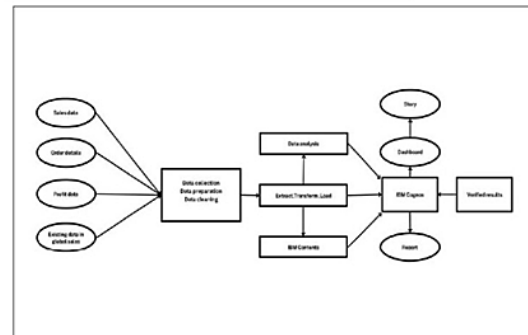 Sales data
Order details
Profit data
Existing data in
global sales
Data collection
Data preparation
Data cleaning
Data analysis
Extract,Transform,Load
IBM Contents
Story
Dashboard
IBM Cognos
Report
Verified results